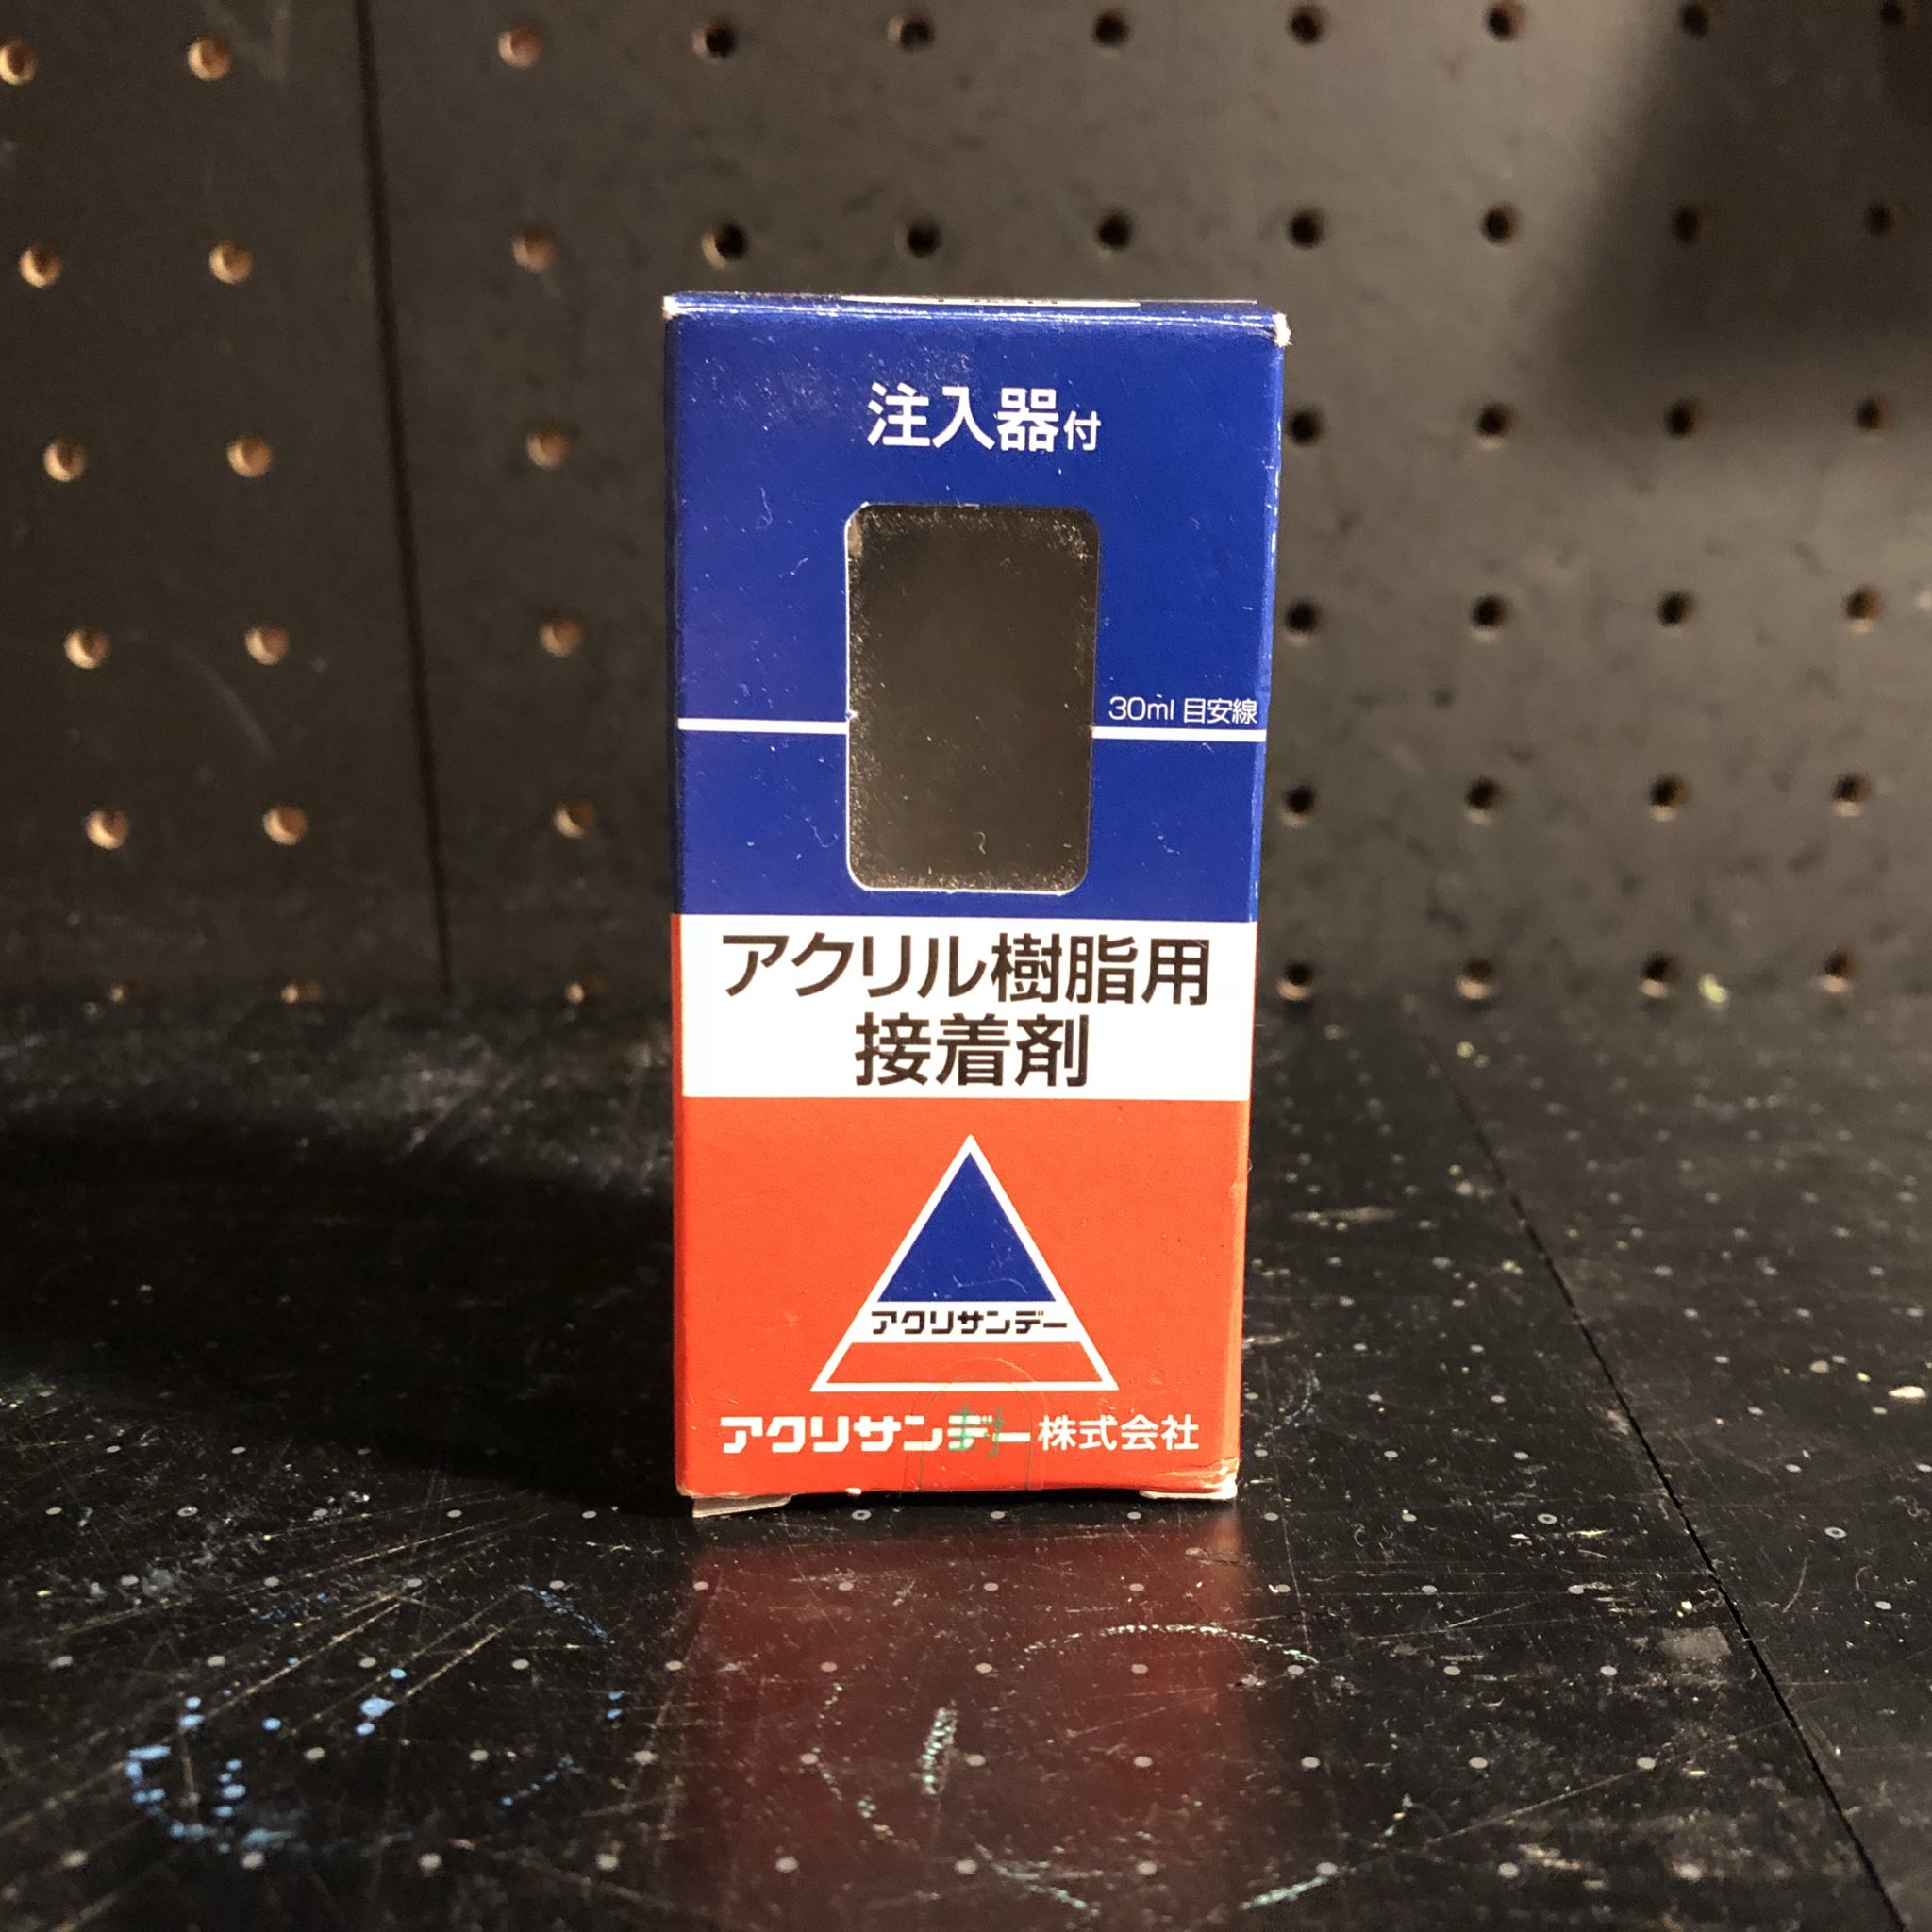 注入器付
30ml 目安線
アクリル樹脂用
接着剤
アクリサンデー
アクリサンデー株式会社
封